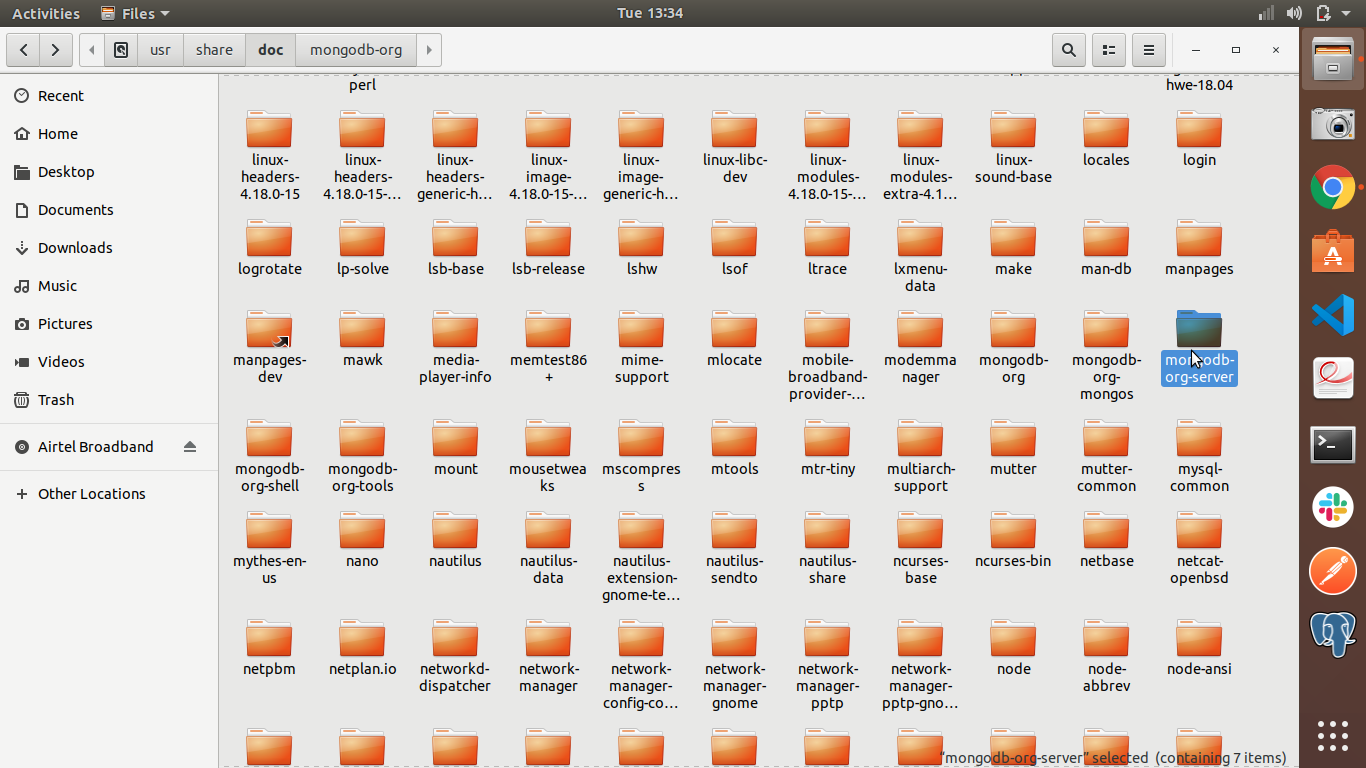 Activities Files Tue 13:34
usr share doc mongodb-org
Recent
Home
Desktop
Documents
Downloads
Music
Pictures
Videos
Trash
Airtel Broadband
Other Locations
perl hwe-18.04
linux- linux- linux- linux- linux- linux-libc- linux- linux- linux- locales login
headers- headers- headers- image- image- dev modules- modules- sound-base
4.18.0-15 4.18.0-15-... generic-h... 4.18.0-15-... generic-h... 4.18.0-15-... extra-4.1...
logrotate lp-solve lsb-base lsb-release lshw lsof ltrace lxmenu- make man-db manpages
data
manpages- mawk media- memtest86 mime- mlocate mobile- modemma mongodb- mongodb- mongodb-
dev player-info + support broadband- nager org org- org-server
provider-... mongos
mongodb- mongodb- mount mousetwea mscompres mtools mtr-tiny multiarch- mutter mutter- mysql-
org-shell org-tools ks s support common common
mythes-en- nano nautilus nautilus- nautilus- nautilus- nautilus- ncurses- ncurses-bin netbase netcat-
us data extension- sendto share base openbsd
gnome-te...
netpbm netplan.io networkd- network- network- network- network- network- node node- node-ansi
dispatcher manager manager- manager- manager- manager- abbrev
config-co... gnome pptp pptp-gno...
"mongodb-org-server" selected (containing 7 items)